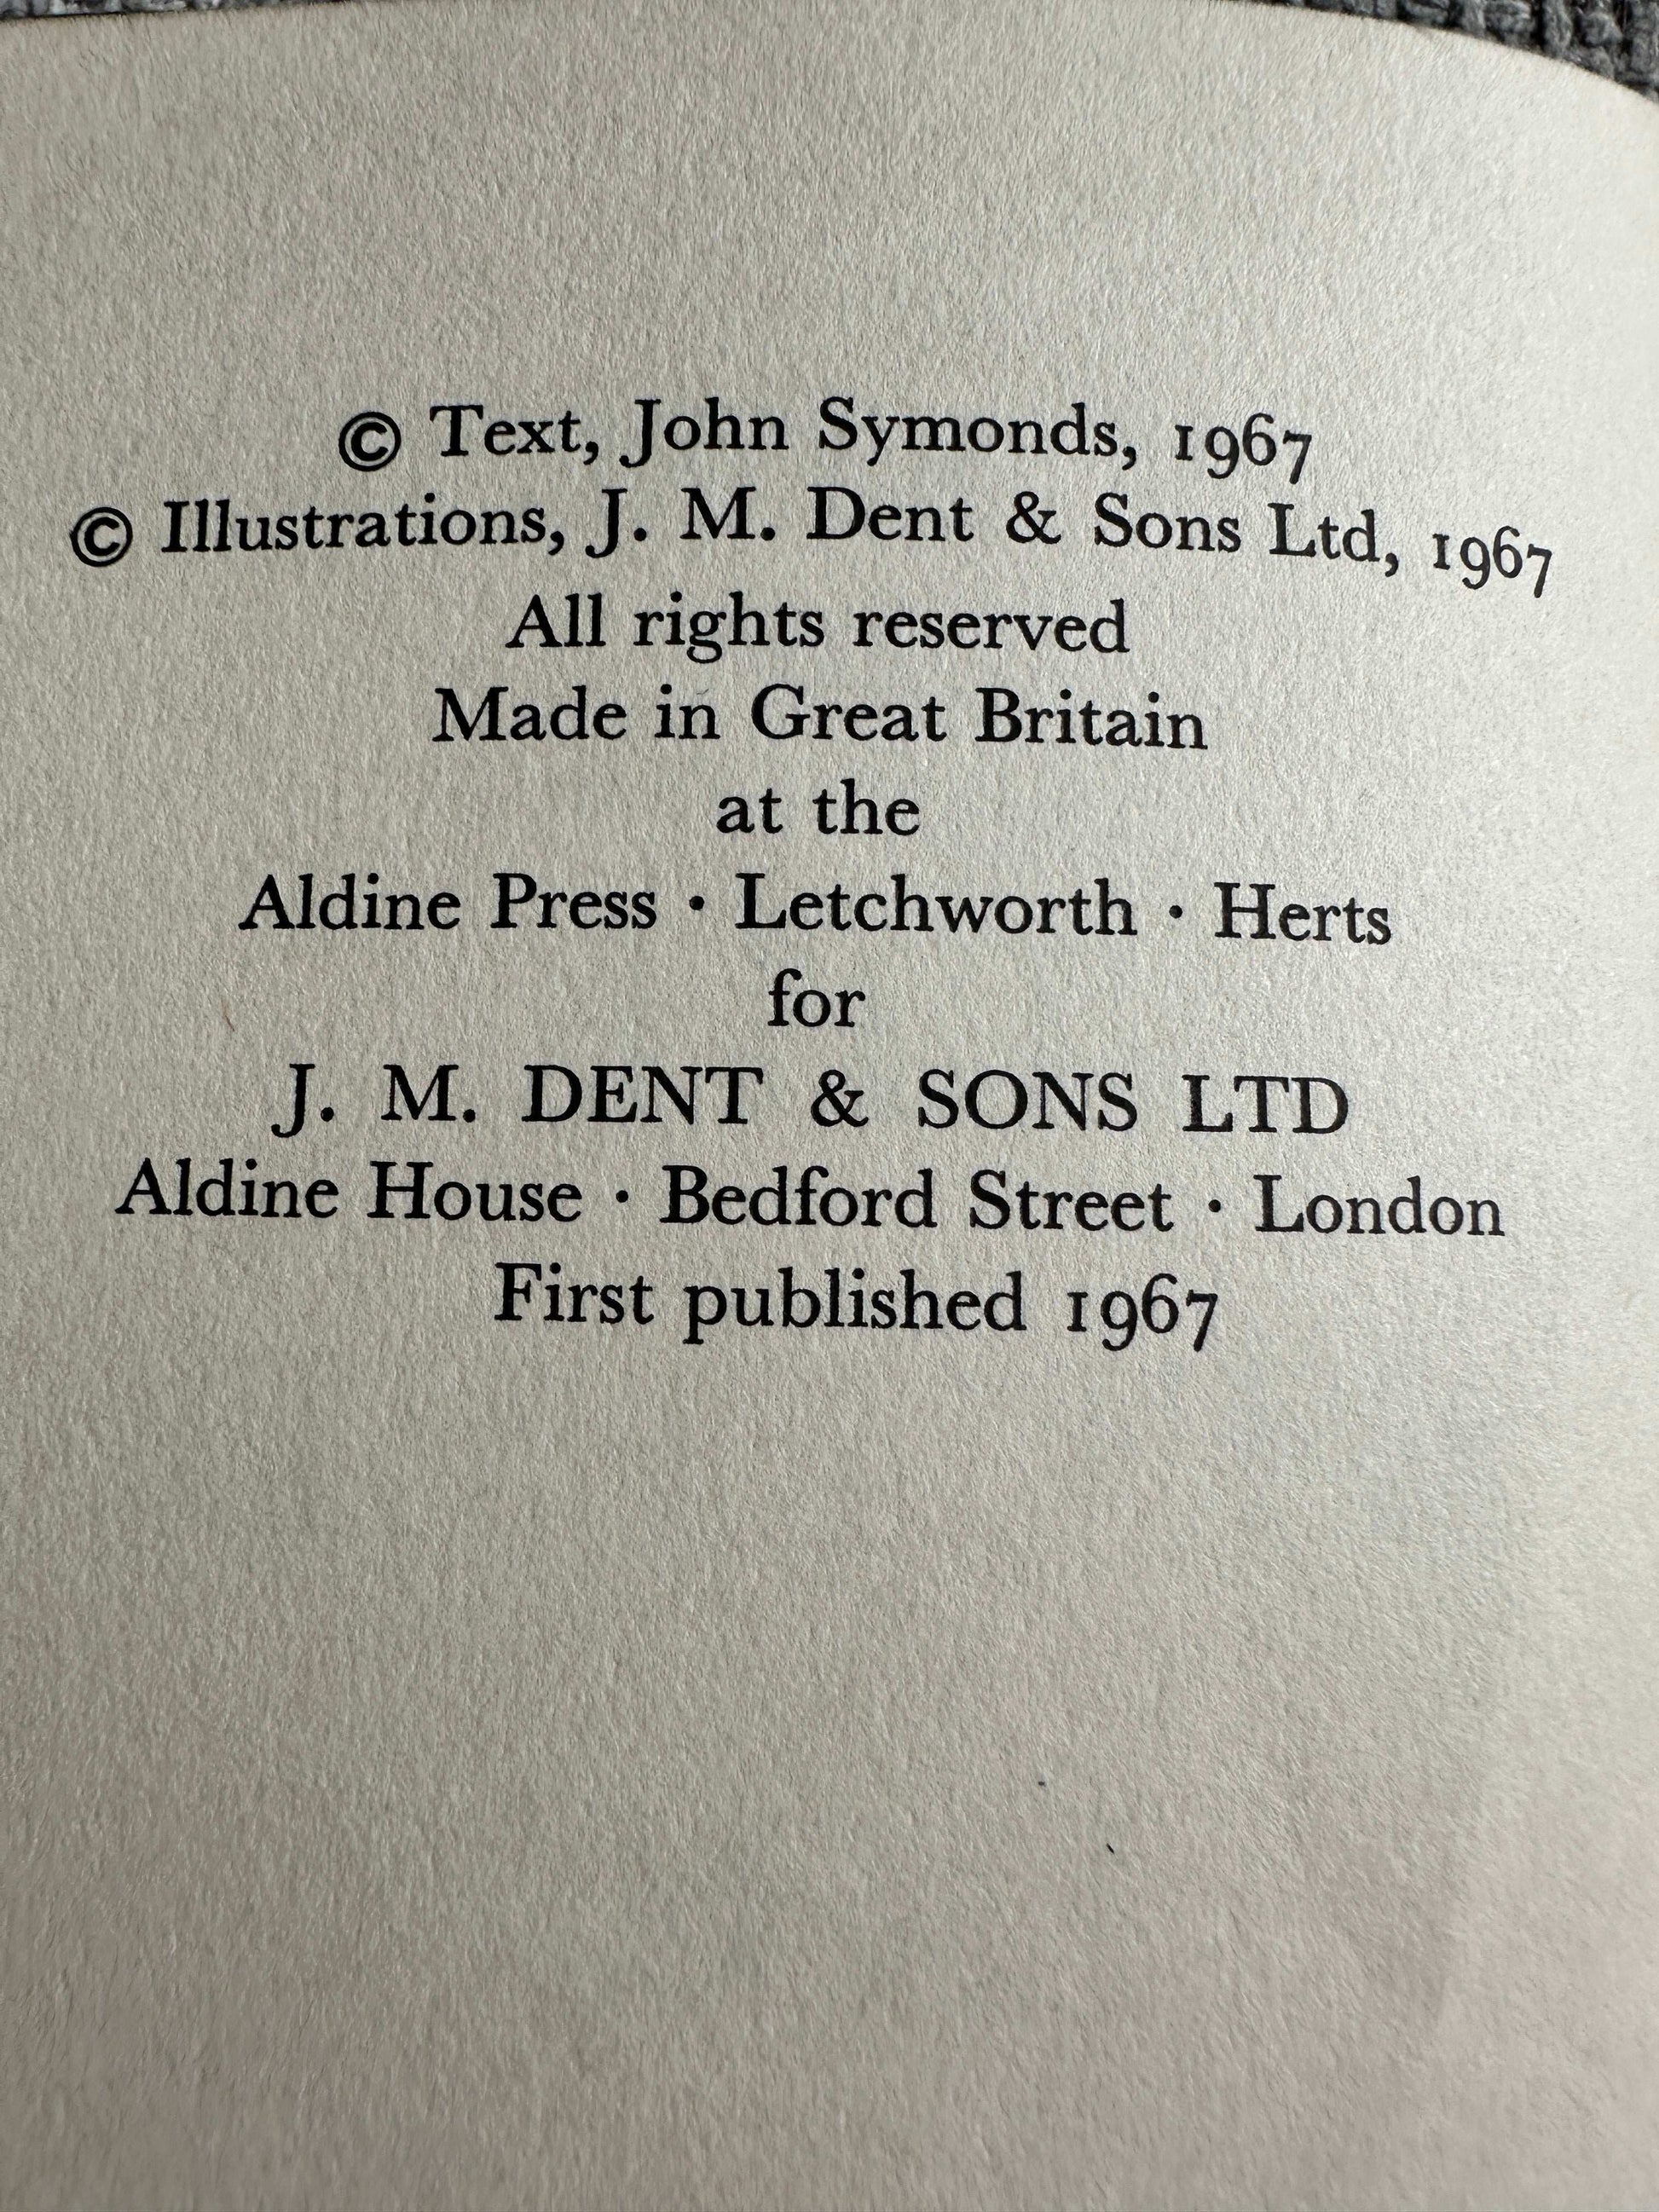 © Text, John Symonds, 1967
© Illustrations, J. M. Dent & Sons Ltd, 1967
All rights reserved
Made in Great Britain
at the
Aldine Press · Letchworth · Herts
for
J. M. DENT & SONS LTD
Aldine House · Bedford Street · London
First published 1967